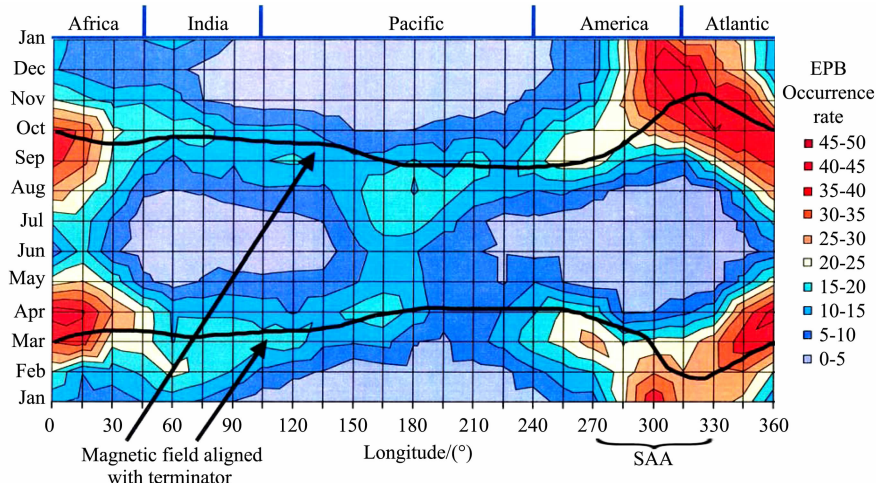 Africa India Pacific America Atlantic
Jan
Dec
Nov
Oct
Sep
Aug
Jul
Jun
May
Apr
Mar
Feb
Jan
0 30 60 90 120 150 180 210 240 270 300 330 360
Longitude/(°)
SAA
Magnetic field aligned
with terminator
EPB
Occurrence
rate
45-50
40-45
35-40
30-35
25-30
20-25
15-20
10-15
5-10
0-5